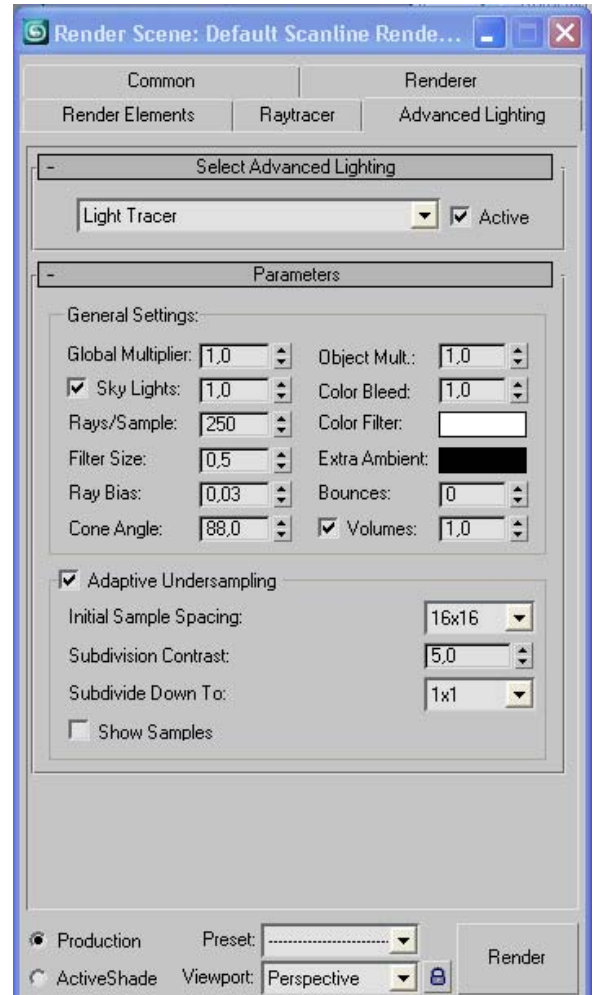 Render Scene: Default Scanline Rende...
Common Renderer
Render Elements Raytracer Advanced Lighting
- Select Advanced Lighting
Light Tracer Active
- Parameters
General Settings:
Global Multiplier: 1,0 Object Mult.: 1,0
Sky Lights: 1,0 Color Bleed: 1,0
Rays/Sample: 250 Color Filter:
Filter Size: 0,5 Extra Ambient:
Ray Bias: 0,03 Bounces: 0
Cone Angle: 88,0 Volumes: 1,0
Adaptive Undersampling
Initial Sample Spacing: 16x16
Subdivision Contrast: 5,0
Subdivide Down To: 1x1
Show Samples
Production Preset: --------------------
Render
ActiveShade Viewport: Perspective